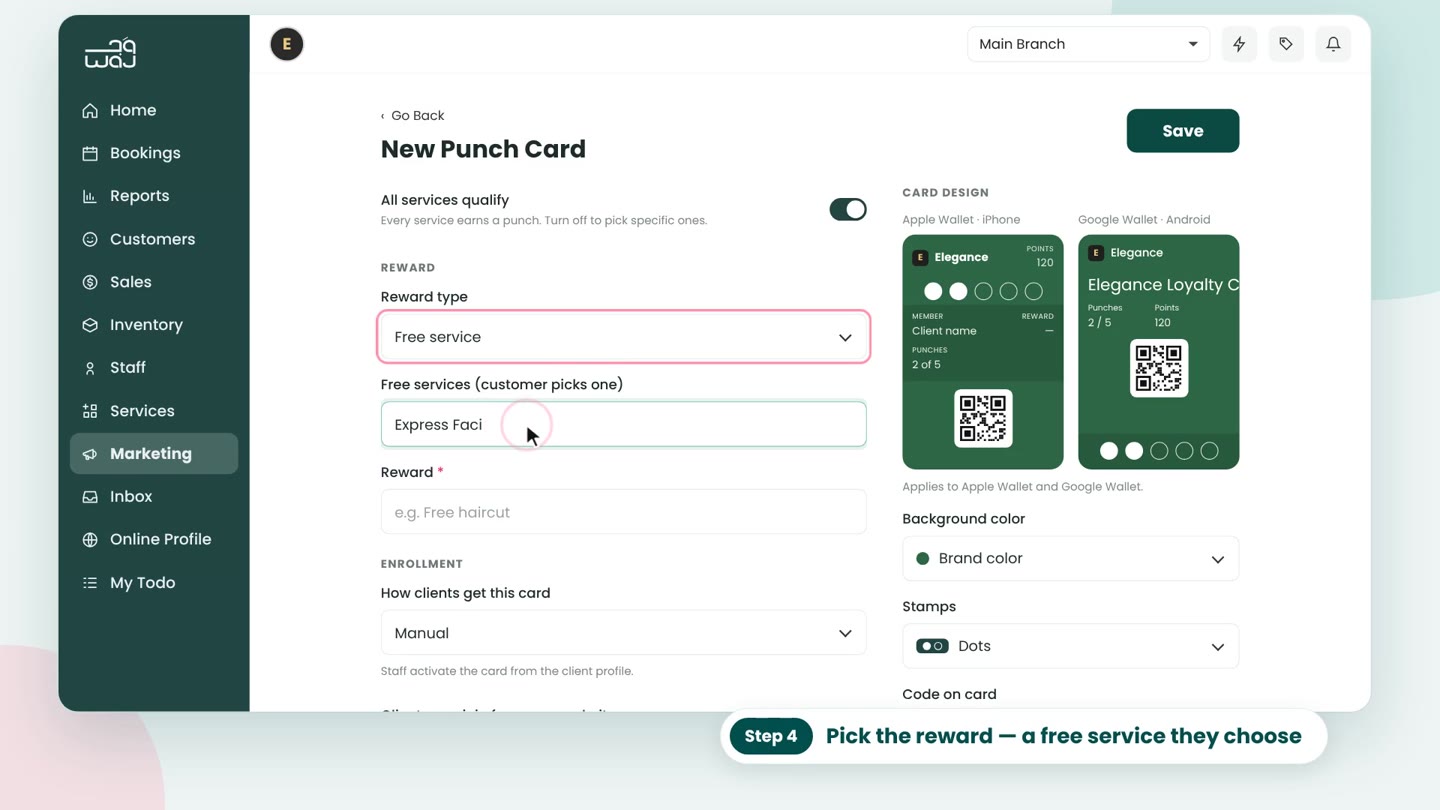 E
Main Branch
Home
Bookings
Reports
Customers
Sales
Inventory
Staff
Services
Marketing
Inbox
Online Profile
My Todo
‹ Go Back
New Punch Card
Save
All services qualify
Every service earns a punch. Turn off to pick specific ones.
REWARD
Reward type
Free service
Free services (customer picks one)
Express Faci
Reward *
e.g. Free haircut
ENROLLMENT
How clients get this card
Manual
Staff activate the card from the client profile.
CARD DESIGN
Apple Wallet · iPhone
Google Wallet · Android
E Elegance
POINTS
120
MEMBER
REWARD
Client name
—
PUNCHES
2 of 5
E Elegance
Elegance Loyalty C
Punches
Points
2 / 5
120
Applies to Apple Wallet and Google Wallet.
Background color
Brand color
Stamps
Dots
Code on card
Step 4
Pick the reward — a free service they choose